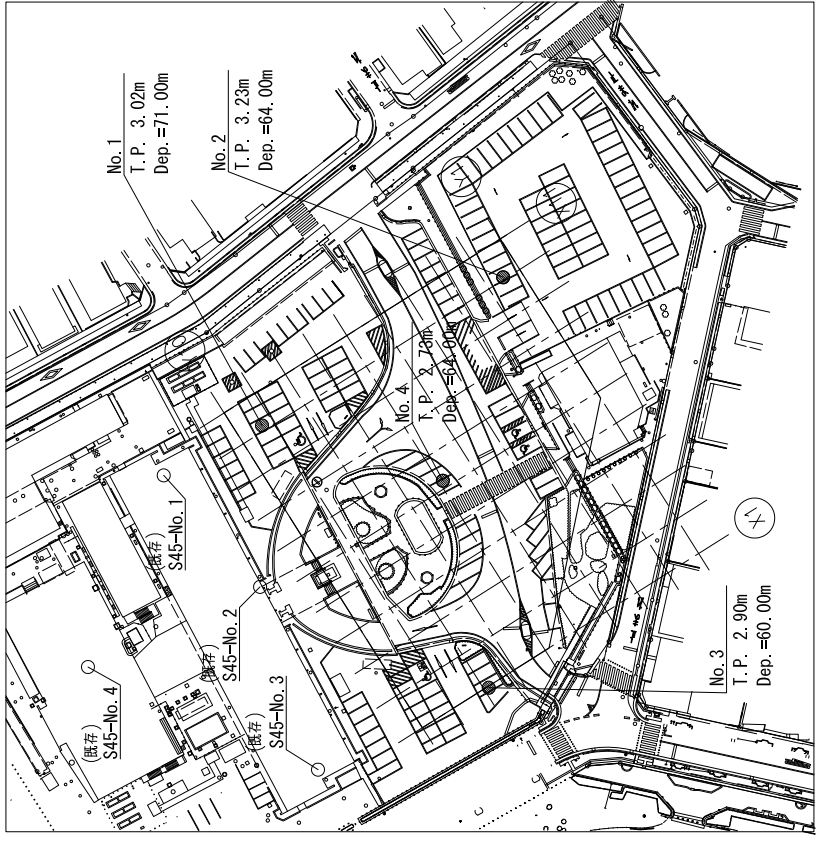 No.1
T.P. 3.02m
Dep.=71.00m
No.2
T.P. 3.23m
Dep.=64.00m
No.4
T.P. 2.73m
Dep.=64.00m
No.3
T.P. 2.90m
Dep.=60.00m
(既存)
S45-No.1
(既存)
S45-No.2
(既存)
S45-No.3
(既存)
S45-No.4